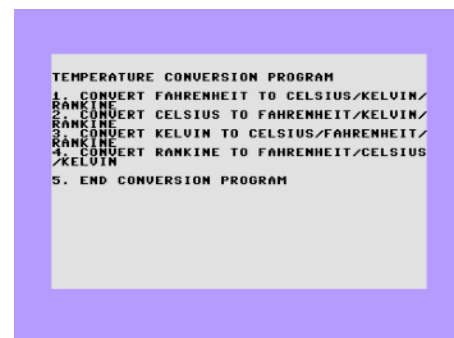 TEMPERATURE CONVERSION PROGRAM
1. CONVERT FAHRENHEIT TO CELSIUS/KELVIN/
RANKINE
2. CONVERT CELSIUS TO FAHRENHEIT/KELVIN/
RANKINE
3. CONVERT KELVIN TO CELSIUS/FAHRENHEIT/
RANKINE
4. CONVERT RANKINE TO FAHRENHEIT/CELSIUS
/KELVIN
5. END CONVERSION PROGRAM